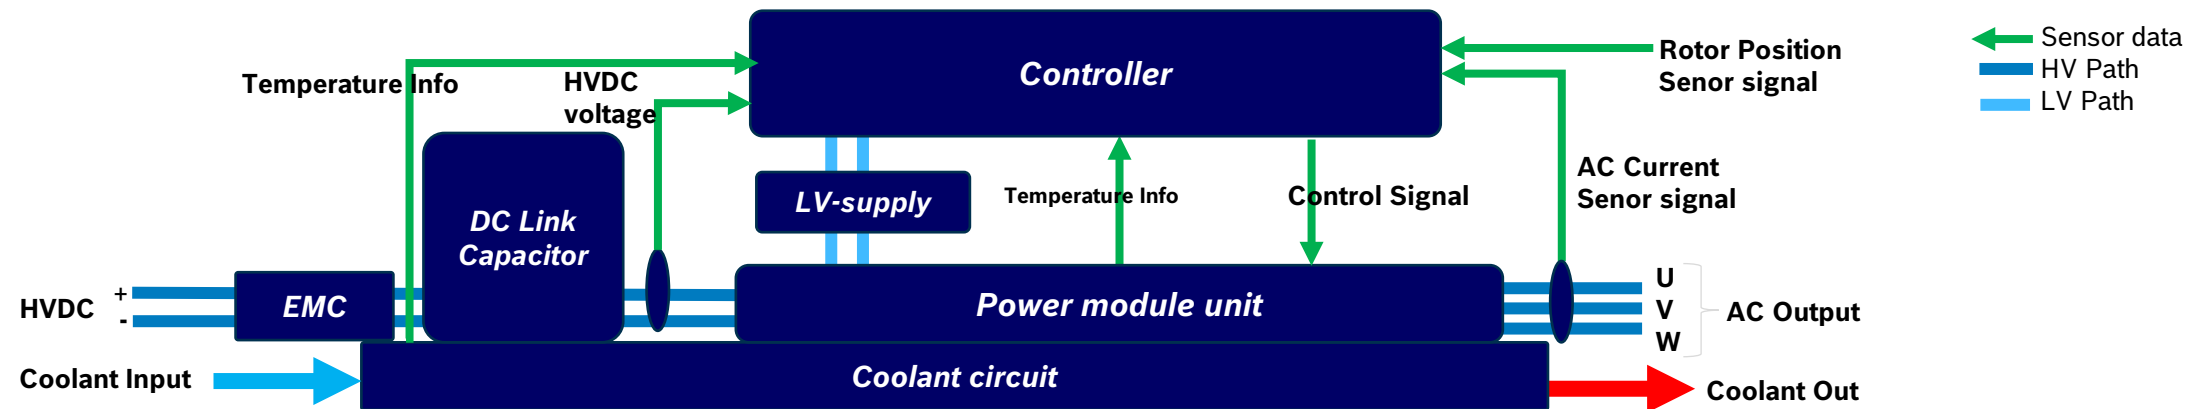 Controller
Temperature Info
HVDC
voltage
Rotor Position
Senor signal
Sensor data
HV Path
LV Path
DC Link
Capacitor
LV-supply
Temperature Info
Control Signal
AC Current
Senor signal
HVDC
+
-
EMC
Power module unit
U
V
W
AC Output
Coolant Input
Coolant circuit
Coolant Out